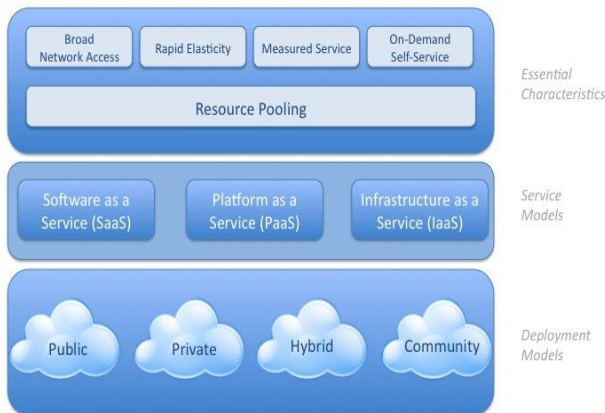 Broad
Network Access
Rapid Elasticity
Measured Service
On-Demand
Self-Service
Resource Pooling
Essential
Characteristics
Software as a
Service (SaaS)
Platform as a
Service (PaaS)
Infrastructure as a
Service (IaaS)
Service
Models
Public
Private
Hybrid
Community
Deployment
Models